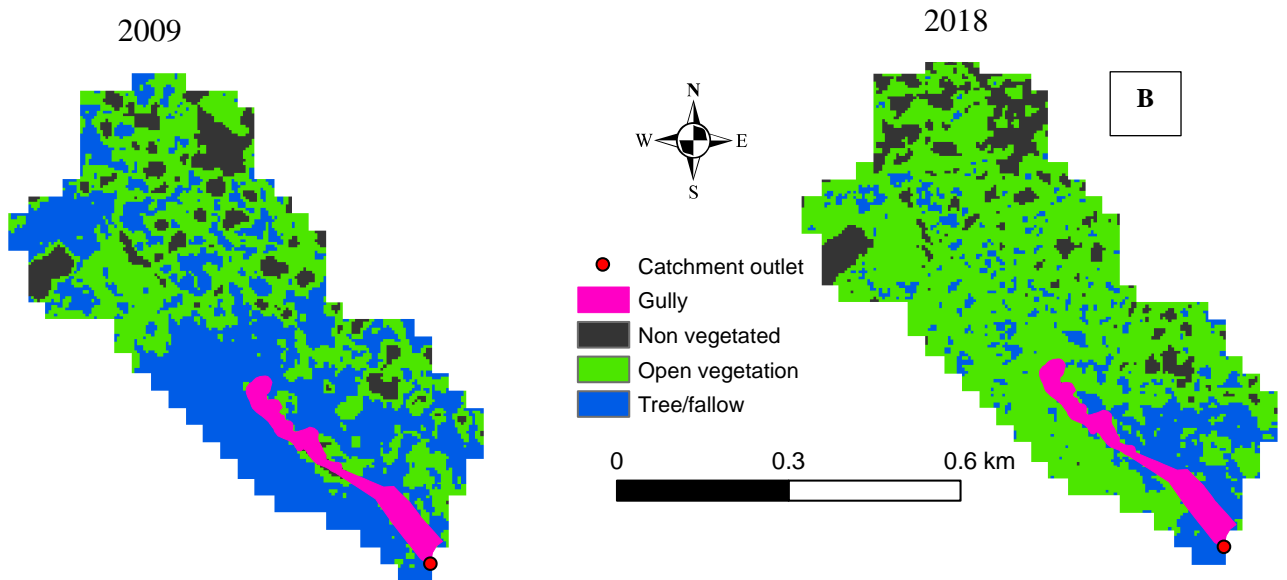 2009
2018
B
N
W
E
S
Catchment outlet
Gully
Non vegetated
Open vegetation
Tree/fallow
0 0.3 0.6 km